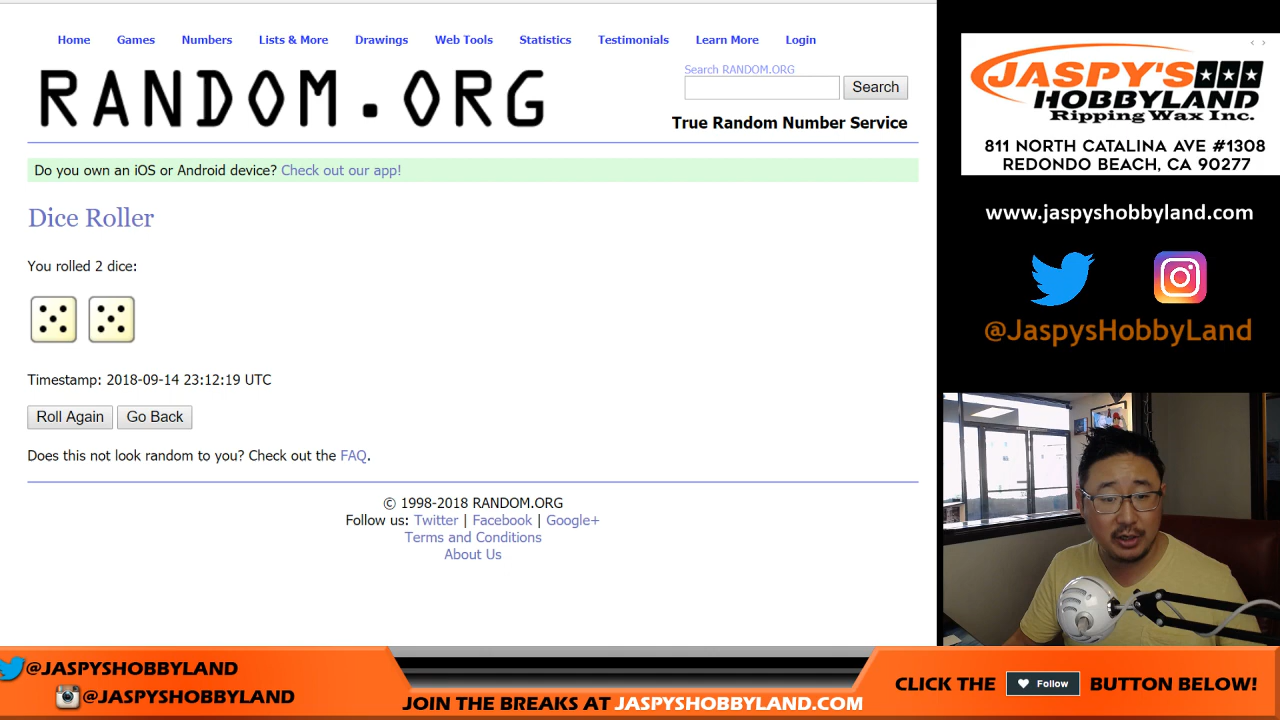 Home Games Numbers Lists & More Drawings Web Tools Statistics Testimonials Learn More Login
RANDOM.ORG
Search RANDOM.ORG
Search
True Random Number Service
Do you own an iOS or Android device? Check out our app!
Dice Roller
You rolled 2 dice:
Timestamp: 2018-09-14 23:12:19 UTC
Roll Again Go Back
Does this not look random to you? Check out the FAQ.
© 1998-2018 RANDOM.ORG
Follow us: Twitter | Facebook | Google+
Terms and Conditions
About Us
JASPY'S
HOBBYLAND
Ripping Wax Inc.
811 NORTH CATALINA AVE #1308
REDONDO BEACH, CA 90277
www.jaspyshobbyland.com
@JaspysHobbyLand
@JASPYSHOBBYLAND
@JASPYSHOBBYLAND
JOIN THE BREAKS AT JASPYSHOBBYLAND.COM
CLICK THE Follow BUTTON BELOW!